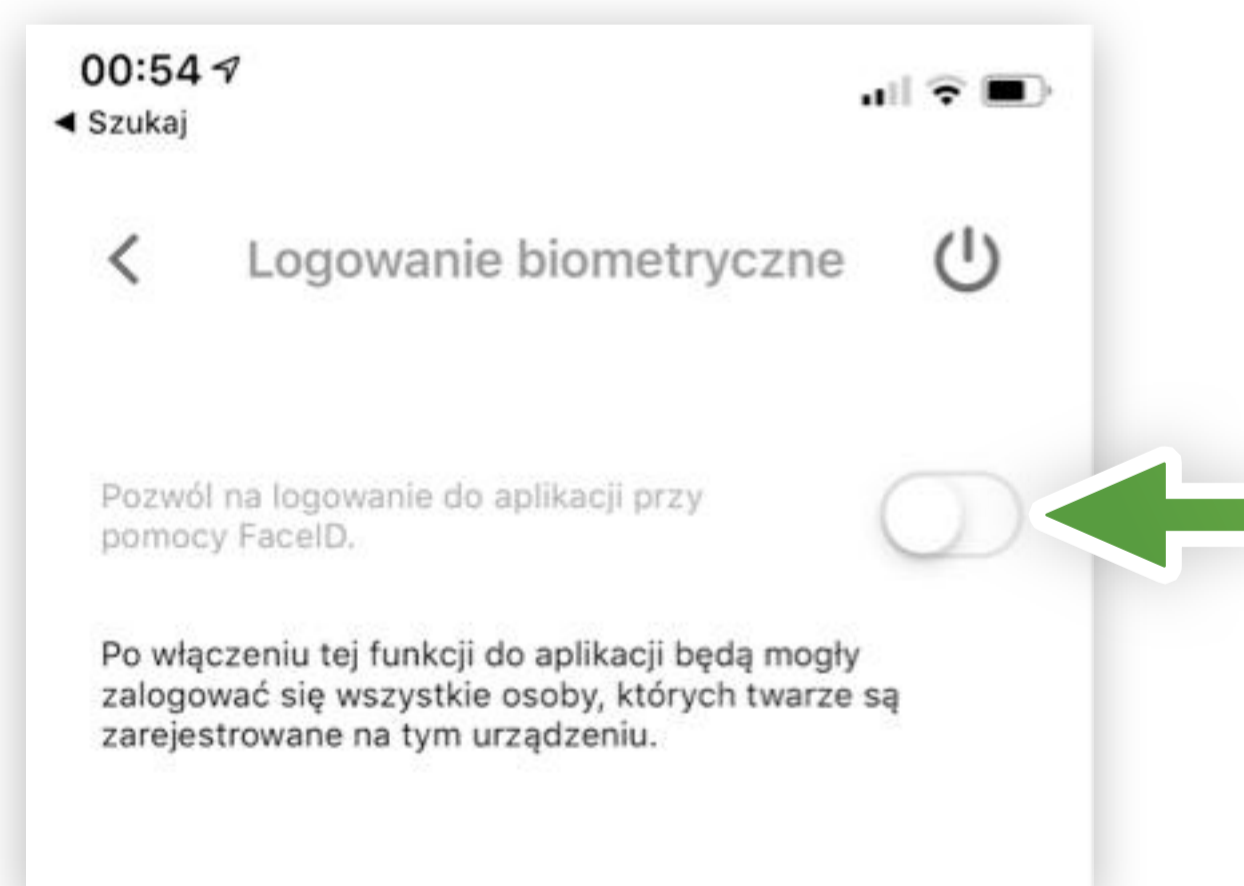 00:54
◀ Szukaj
Logowanie biometryczne
Pozwól na logowanie do aplikacji przy
pomocy FaceID.
Po włączeniu tej funkcji do aplikacji będą mogły
zalogować się wszystkie osoby, których twarze są
zarejestrowane na tym urządzeniu.